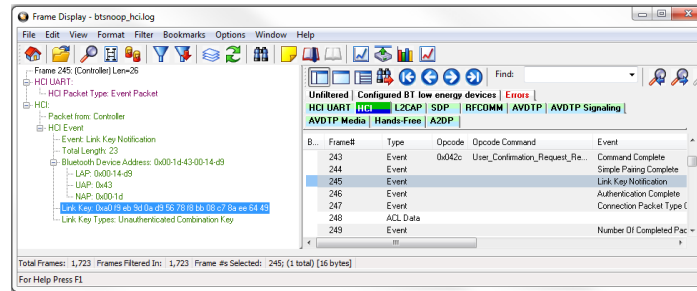 Frame Display - btsnoop_hci.log
File Edit View Format Filter Bookmarks Options Window Help
Find:
Frame 245: (Controller) Len=26
HCI UART:
HCI Packet Type: Event Packet
HCI:
Packet from: Controller
HCI Event
Event: Link Key Notification
Total Length: 23
Bluetooth Device Address: 0x00-1d-43-00-14-d9
LAP: 0x00-14-d9
UAP: 0x43
NAP: 0x00-1d
Link Key: 0xa0 f9 eb 9d 0a d9 56 78 f8 bb 08 c7 8a ee 64 49
Link Key Types: Unauthenticated Combination Key
Unfiltered Configured BT low energy devices Errors
HCI UART HCI L2CAP SDP RFCOMM AVDTP AVDTP Signaling
AVDTP Media Hands-Free A2DP
B... Frame# Type Opcode Opcode Command Event
243 Event 0x042c User_Confirmation_Request_Re... Command Complete
244 Event Simple Pairing Complete
245 Event Link Key Notification
246 Event Authentication Complete
247 Event Connection Packet Type (
248 ACL Data
249 Event Number Of Completed Pac
Total Frames: 1,723 Frames Filtered In: 1,723 Frame #s Selected: 245; (1 total) [16 bytes]
For Help Press F1